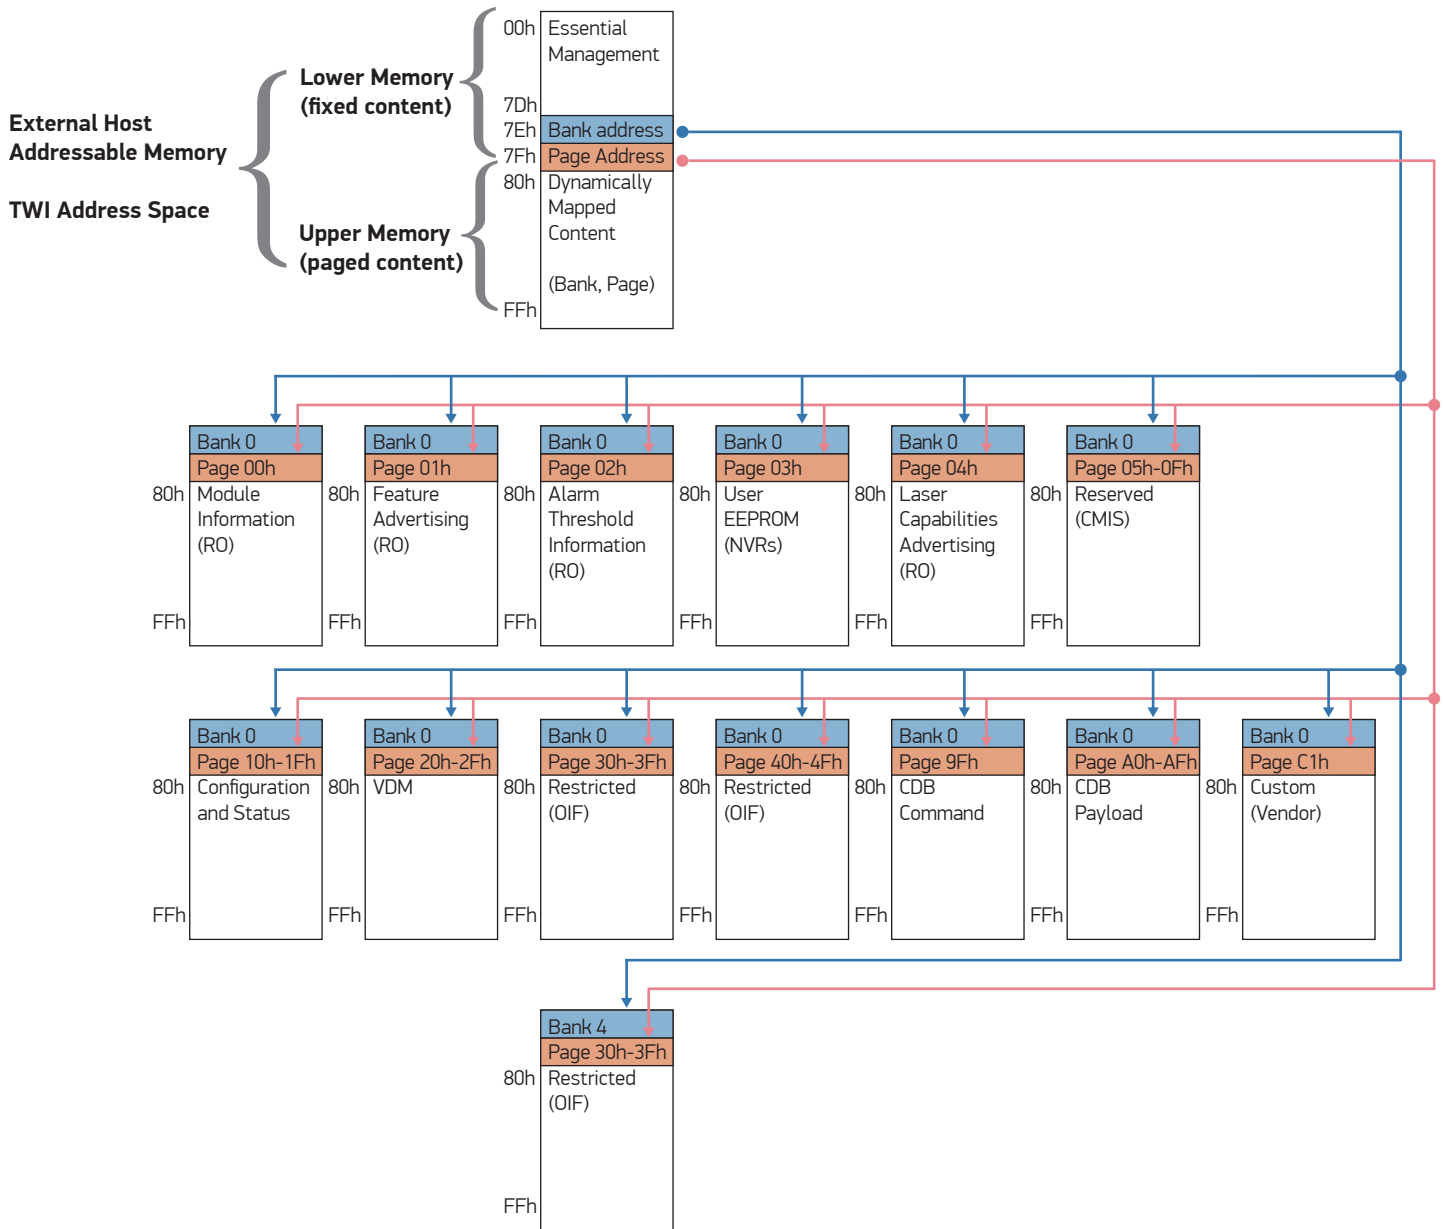 External Host
Addressable Memory
TWI Address Space
Lower Memory
(fixed content)
Upper Memory
(paged content)
00h
Essential
Management
7Dh
7Eh
Bank address
7Fh
Page Address
80h
Dynamically
Mapped
Content
(Bank, Page)
FFh
Bank 0
Page 00h
80h
Module
Information
(RO)
FFh
Bank 0
Page 01h
80h
Feature
Advertising
(RO)
FFh
Bank 0
Page 02h
80h
Alarm
Threshold
Information
(RO)
FFh
Bank 0
Page 03h
80h
User
EEPROM
(NVRs)
FFh
Bank 0
Page 04h
80h
Laser
Capabilities
Advertising
(RO)
FFh
Bank 0
Page 05h-0Fh
80h
Reserved
(CMIS)
FFh
Bank 0
Page 10h-1Fh
80h
Configuration
and Status
FFh
Bank 0
Page 20h-2Fh
80h
VDM
FFh
Bank 0
Page 30h-3Fh
80h
Restricted
(OIF)
FFh
Bank 0
Page 40h-4Fh
80h
Restricted
(OIF)
FFh
Bank 0
Page 9Fh
80h
CDB
Command
FFh
Bank 0
Page A0h-AFh
80h
CDB
Payload
FFh
Bank 0
Page C1h
80h
Custom
(Vendor)
FFh
Bank 4
Page 30h-3Fh
80h
Restricted
(OIF)
FFh